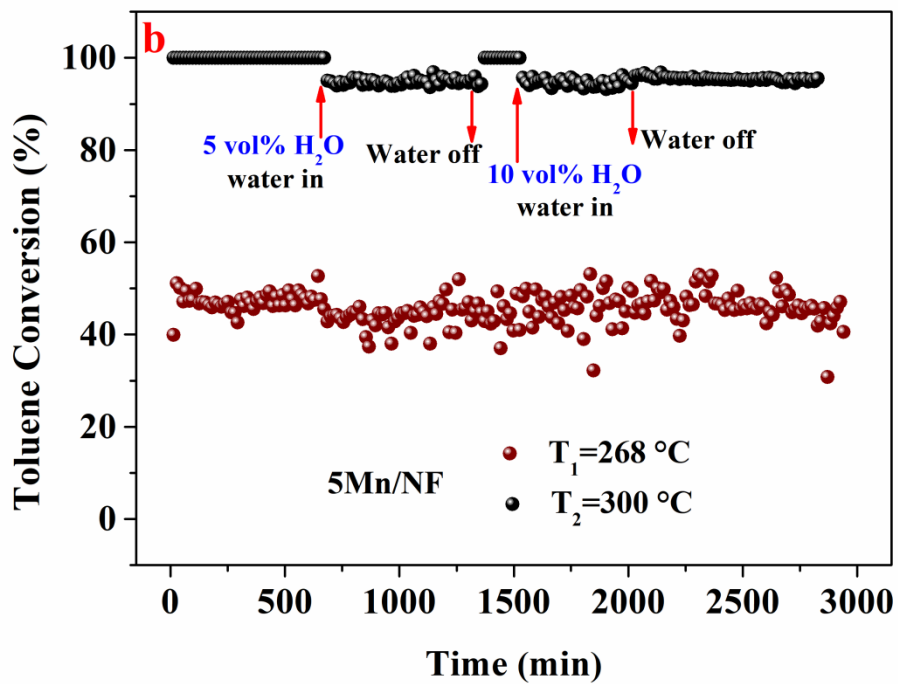 b
100
80
60
40
20
0
Toluene Conversion (%)
5 vol% H₂O
water in
Water off
10 vol% H₂O
water in
Water off
5Mn/NF
T₁=268 °C
T₂=300 °C
0 500 1000 1500 2000 2500 3000
Time (min)